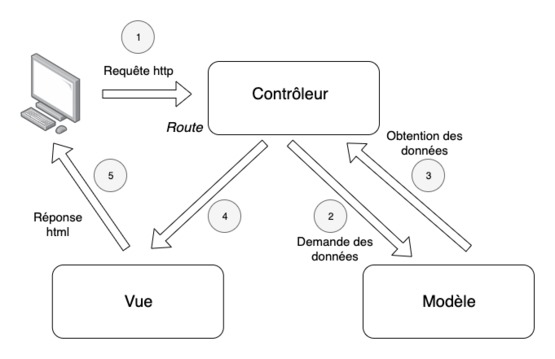 1
Requête http
Contrôleur
Route
Obtention des
données
3
5
4
2
Réponse
html
Demande des
données
Vue
Modèle